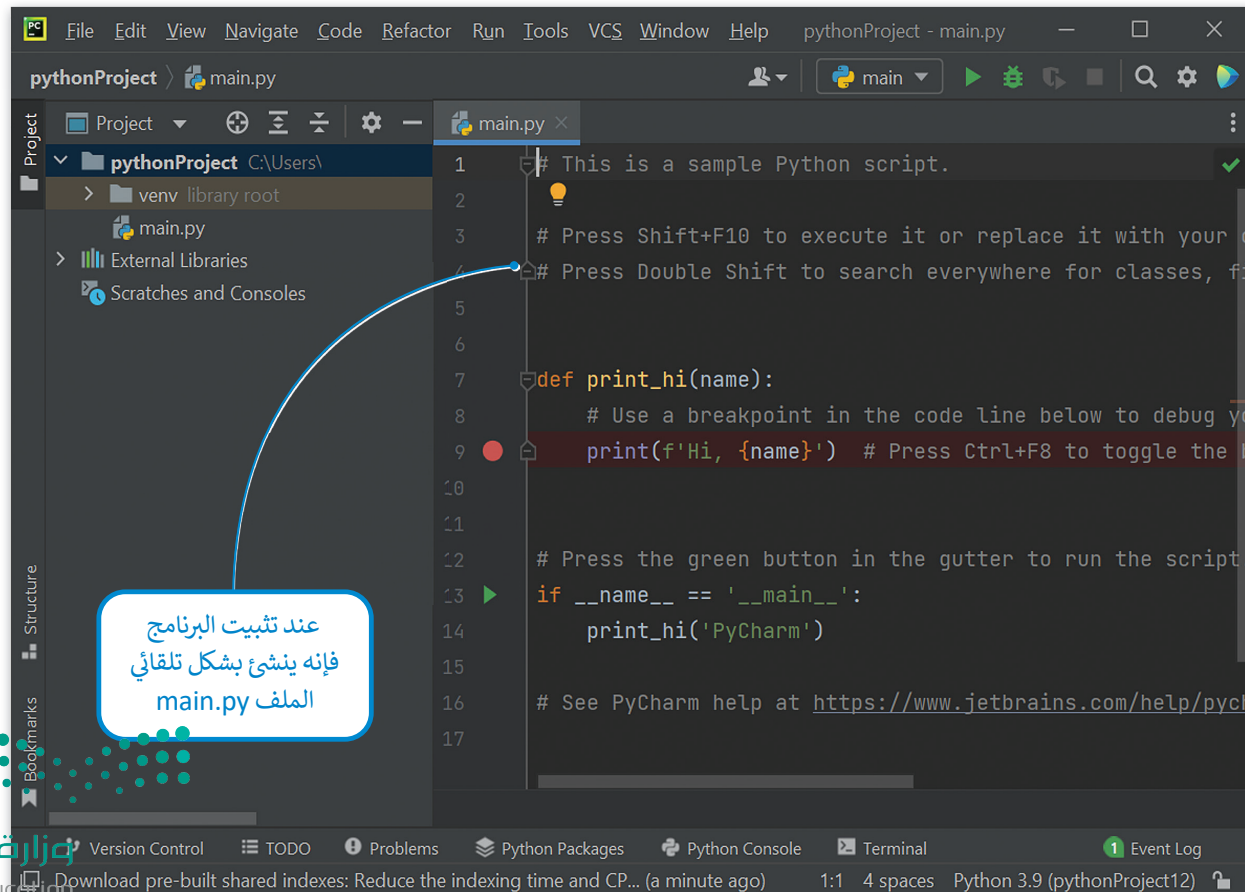 PC File Edit View Navigate Code Refactor Run Tools VCS Window Help pythonProject - main.py
pythonProject main.py main
Project Project main.py
pythonProject C:\Users\
venv library root
main.py
External Libraries
Scratches and Consoles
1 # This is a sample Python script.
2
3 # Press Shift+F10 to execute it or replace it with your
4 # Press Double Shift to search everywhere for classes,
5
6
7 def print_hi(name):
8 # Use a breakpoint in the code line below to debug
9 print(f'Hi, {name}') # Press Ctrl+F8 to toggle the
10
11
12 # Press the green button in the gutter to run the script
13 if __name__ == '__main__':
14 print_hi('PyCharm')
15
16 # See PyCharm help at https://www.jetbrains.com/help/pych
17
عند تثبيت البرنامج
فإنه ينشئ بشكل تلقائي
الملف main.py
Structure
Bookmarks
Version Control TODO Problems Python Packages Python Console Terminal 1 Event Log
وزارة
Download pre-built shared indexes: Reduce the indexing time and CP... (a minute ago) 1:1 4 spaces Python 3.9 (pythonProject12)